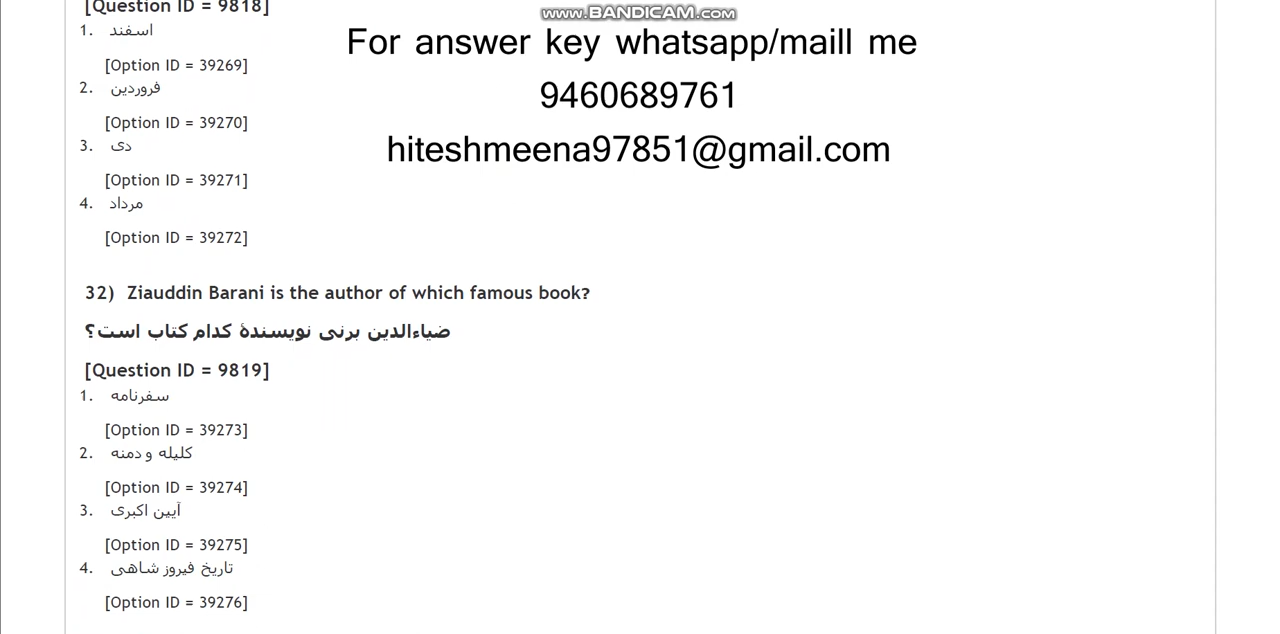 [Question ID = 9818]
www.BANDICAM.com
1. اسفند
For answer key whatsapp/maill me
[Option ID = 39269]
2. فروردین
9460689761
[Option ID = 39270]
3. دی
hiteshmeena97851@gmail.com
[Option ID = 39271]
4. مرداد
[Option ID = 39272]
32) Ziauddin Barani is the author of which famous book?
ضیاءالدین برنی نویسندۀ کدام کتاب است؟
[Question ID = 9819]
1. سفرنامه
[Option ID = 39273]
2. کلیله و دمنه
[Option ID = 39274]
3. آیین اکبری
[Option ID = 39275]
4. تاریخ فیروز شاهی
[Option ID = 39276]